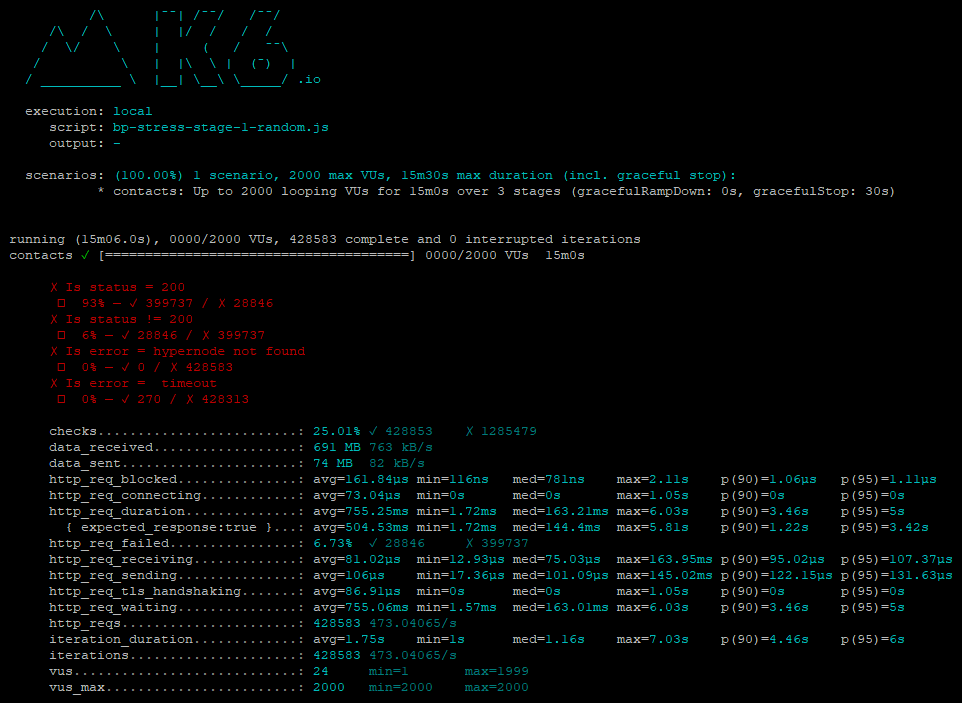 .io
execution: local
script: bp-stress-stage-1-random.js
output: -
scenarios: (100.00%) 1 scenario, 2000 max VUs, 15m30s max duration (incl. graceful stop):
* contacts: Up to 2000 looping VUs for 15m0s over 3 stages (gracefulRampDown: 0s, gracefulStop: 30s)
running (15m06.0s), 0000/2000 VUs, 428583 complete and 0 interrupted iterations
contacts ✓ [======================================] 0000/2000 VUs  15m0s
✗ Is status = 200
□  93% — ✓ 399737 / ✗ 28846
✗ Is status != 200
□  6% — ✓ 28846 / ✗ 399737
✗ Is error = hypernode not found
□  0% — ✓ 0 / ✗ 428583
✗ Is error =  timeout
□  0% — ✓ 270 / ✗ 428313
checks.........................: 25.01% ✓ 428853    ✗ 1285479
data_received..................: 691 MB 763 kB/s
data_sent......................: 74 MB  82 kB/s
http_req_blocked...............: avg=161.84µs min=116ns   med=781ns    max=2.11s    p(90)=1.06µs   p(95)=1.11µs
http_req_connecting............: avg=73.04µs  min=0s      med=0s       max=1.05s    p(90)=0s       p(95)=0s
http_req_duration..............: avg=755.25ms min=1.72ms  med=163.21ms max=6.03s    p(90)=3.46s    p(95)=5s
{ expected_response:true }...: avg=504.53ms min=1.72ms  med=144.4ms  max=5.81s    p(90)=1.22s    p(95)=3.42s
http_req_failed................: 6.73%  ✓ 28846     ✗ 399737
http_req_receiving.............: avg=81.02µs  min=12.93µs med=75.03µs  max=163.95ms p(90)=95.02µs  p(95)=107.37µs
http_req_sending...............: avg=106µs    min=17.36µs med=101.09µs max=145.02ms p(90)=122.15µs p(95)=131.63µs
http_req_tls_handshaking.......: avg=86.91µs  min=0s      med=0s       max=1.05s    p(90)=0s       p(95)=0s
http_req_waiting...............: avg=755.06ms min=1.57ms  med=163.01ms max=6.03s    p(90)=3.46s    p(95)=5s
http_reqs......................: 428583 473.04065/s
iteration_duration.............: avg=1.75s    min=1s      med=1.16s    max=7.03s    p(90)=4.46s    p(95)=6s
iterations.....................: 428583 473.04065/s
vus............................: 24     min=1       max=1999
vus_max........................: 2000   min=2000    max=2000